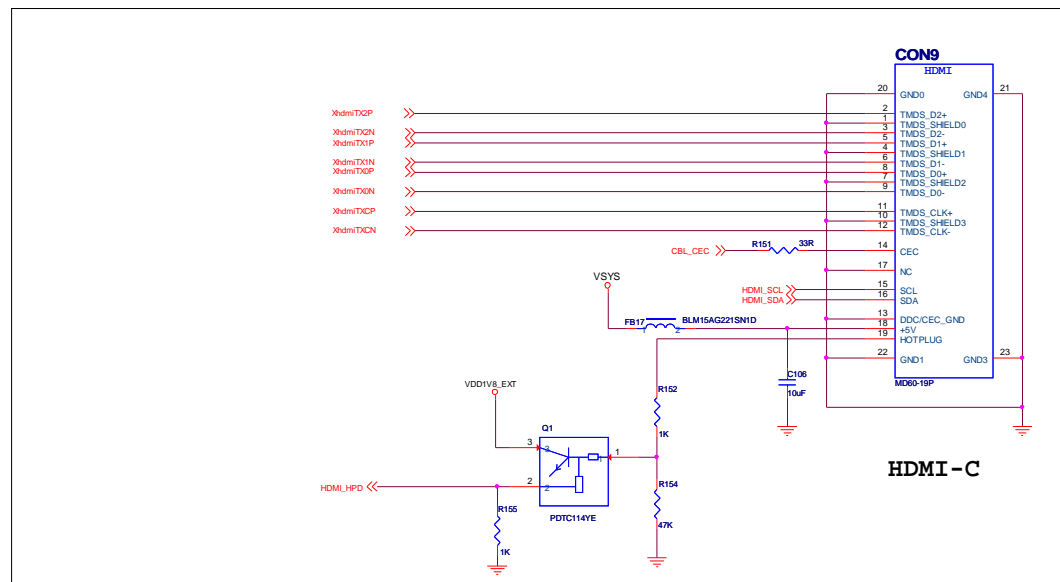 CON9
HDMI
20 GND0 GND4 21
XhdmiTX2P 2 TMDS_D2+
1 TMDS_SHIELD0
XhdmiTX2N 3 TMDS_D2-
XhdmiTX1P 5 TMDS_D1+
4 TMDS_SHIELD1
XhdmiTX1N 6 TMDS_D1-
XhdmiTX0P 8 TMDS_D0+
7 TMDS_SHIELD2
XhdmiTX0N 9 TMDS_D0-
XhdmiTXCP 11 TMDS_CLK+
10 TMDS_SHIELD3
XhdmiTXCN 12 TMDS_CLK-
CBL_CEC R151 33R 14 CEC
17 NC
VSYS
HDMI_SCL 15 SCL
HDMI_SDA 16 SDA
13 DDC/CEC_GND
FB17 1 2 BLM15AG221SN1D 18 +5V
19 HOTPLUG
22 GND1 GND3 23
MD60-19P
C106
10uF
VDD1V8_EXT
R152
1K
Q1
3 3 1 1
HDMI_HPD 2 2
PDTC114YE
R154
47K
R155
1K
HDMI-C